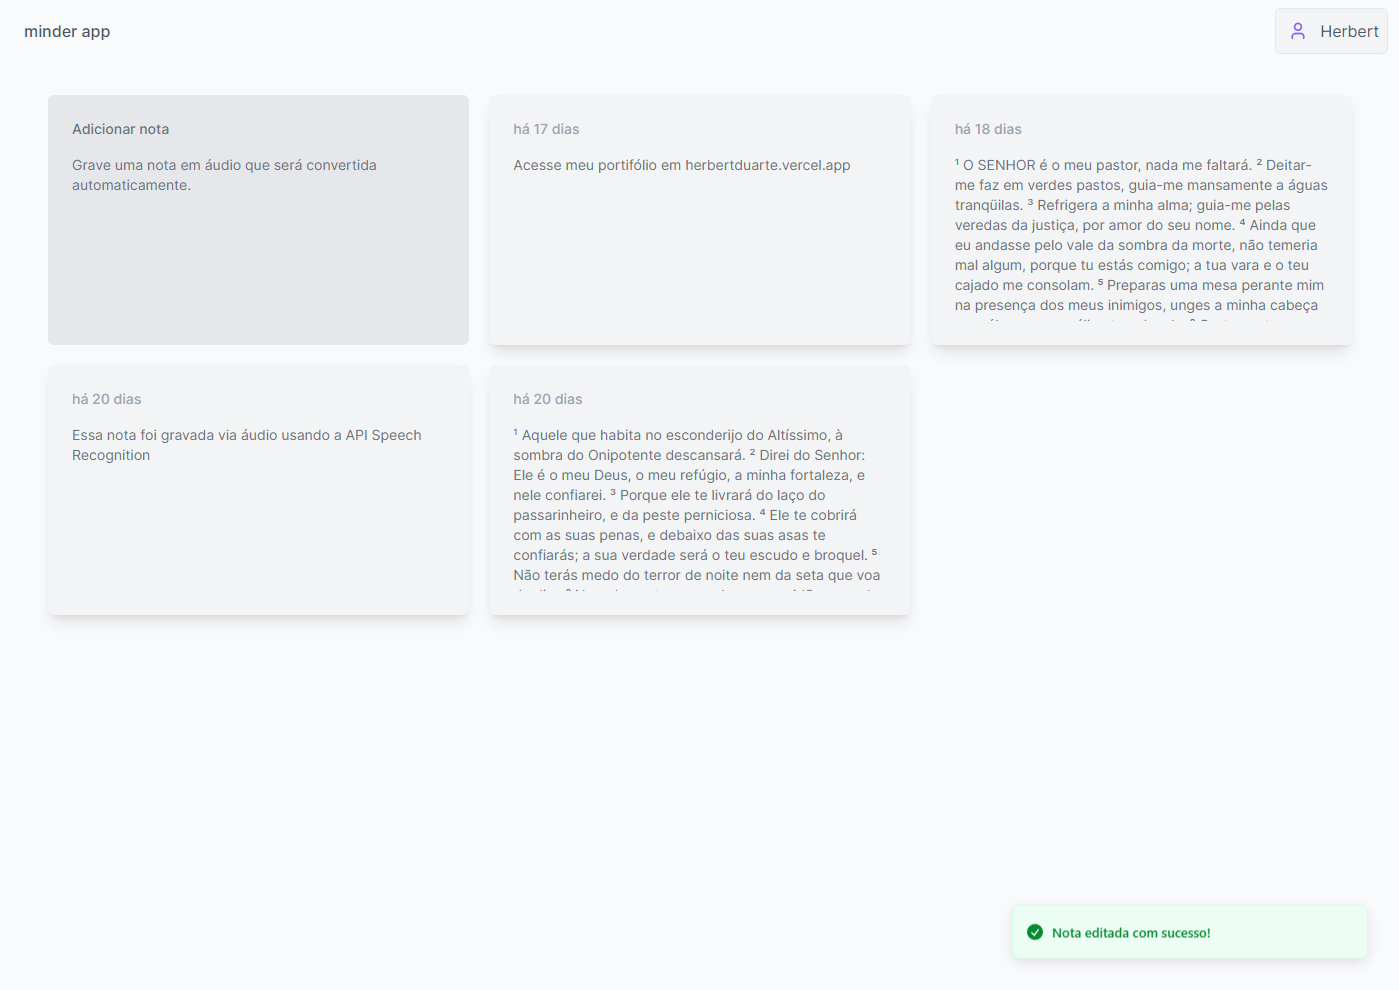 minder app
Herbert
Adicionar nota
Grave uma nota em áudio que será convertida
automaticamente.
há 17 dias
Acesse meu portifólio em herbertduarte.vercel.app
há 18 dias
¹ O SENHOR é o meu pastor, nada me faltará. ² Deitar-
me faz em verdes pastos, guia-me mansamente a águas
tranqüilas. ³ Refrigera a minha alma; guia-me pelas
veredas da justiça, por amor do seu nome. ⁴ Ainda que
eu andasse pelo vale da sombra da morte, não temeria
mal algum, porque tu estás comigo; a tua vara e o teu
cajado me consolam. ⁵ Preparas uma mesa perante mim
na presença dos meus inimigos, unges a minha cabeça
há 20 dias
Essa nota foi gravada via áudio usando a API Speech
Recognition
há 20 dias
¹ Aquele que habita no esconderijo do Altíssimo, à
sombra do Onipotente descansará. ² Direi do Senhor:
Ele é o meu Deus, o meu refúgio, a minha fortaleza, e
nele confiarei. ³ Porque ele te livrará do laço do
passarinheiro, e da peste perniciosa. ⁴ Ele te cobrirá
com as suas penas, e debaixo das suas asas te
confiarás; a sua verdade será o teu escudo e broquel. ⁵
Não terás medo do terror de noite nem da seta que voa
Nota editada com sucesso!